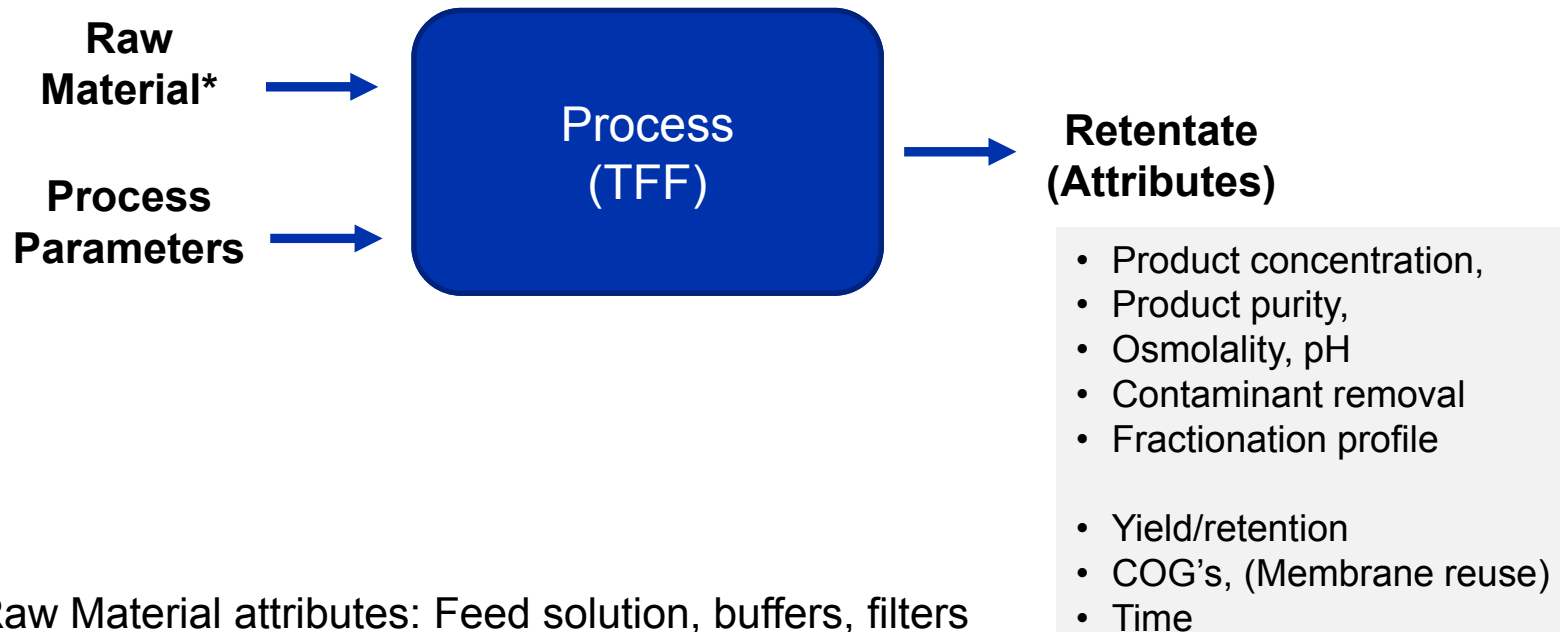 Raw
Material*
Process
Parameters
Process
(TFF)
Retentate
(Attributes)
• Product concentration,
• Product purity,
• Osmolality, pH
• Contaminant removal
• Fractionation profile
• Yield/retention
• COG's, (Membrane reuse)
• Time
Raw Material attributes: Feed solution, buffers, filters